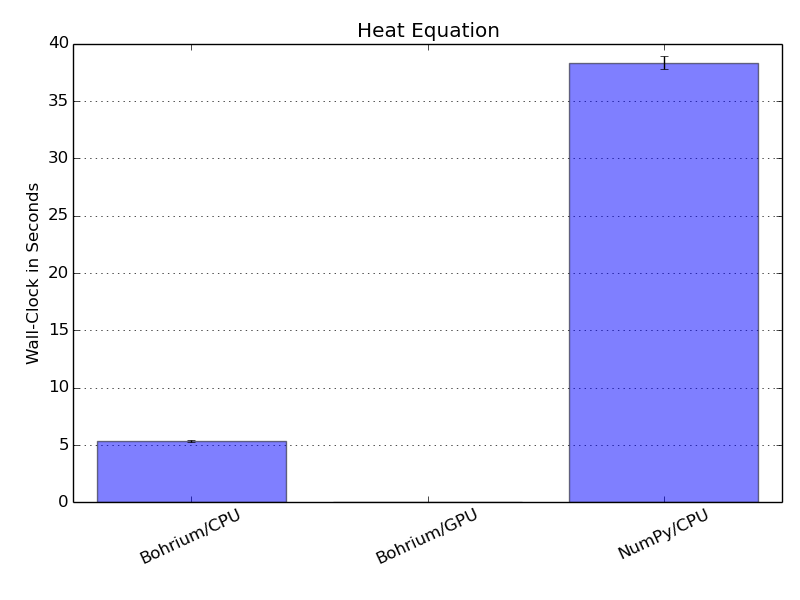 Heat Equation
40
35
30
25
20
15
10
5
0
Wall-Clock in Seconds
Bohrium/CPU
Bohrium/GPU
NumPy/CPU